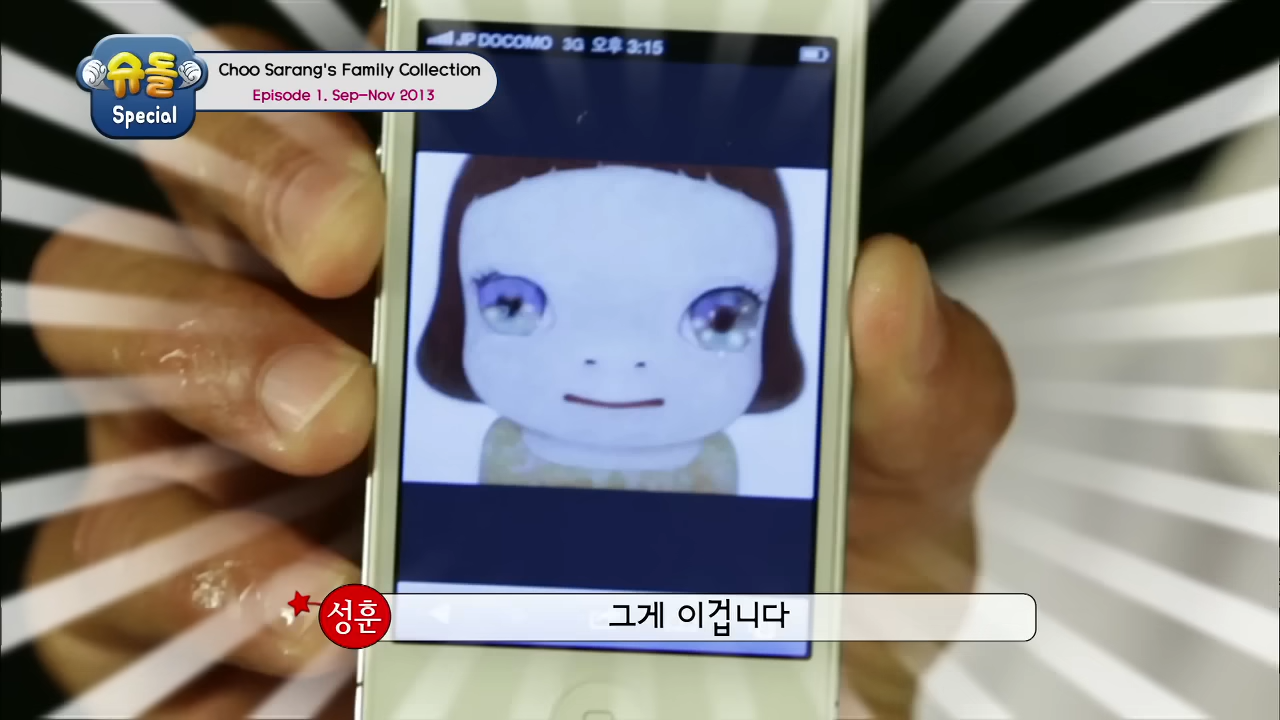 JP DOCOMO 3G 오후 3:15
슈돌
Special
Choo Sarang's Family Collection
Episode 1. Sep-Nov 2013
성훈
그게 이겁니다